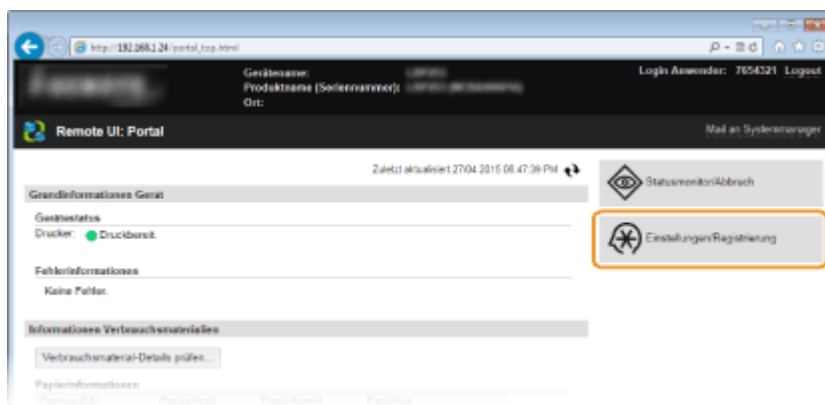 http://192.168.1.24/portal_top.html
Gerätename:
Login Anwender: 7654321 Logout
Produktname (Seriennummer):
Ort:
Remote UI: Portal
Mail an Systemmanager
Zuletzt aktualisiert:27/04 2015 08:47:39 PM
Grundinformationen Gerät
Statusmonitor/Abbruch
Gerätestatus
Drucker: Druckbereit.
Einstellungen/Registrierung
Fehlerinformationen
Keine Fehler.
Informationen Verbrauchsmaterialien
Verbrauchsmaterial-Details prüfen...
Papierinformationen